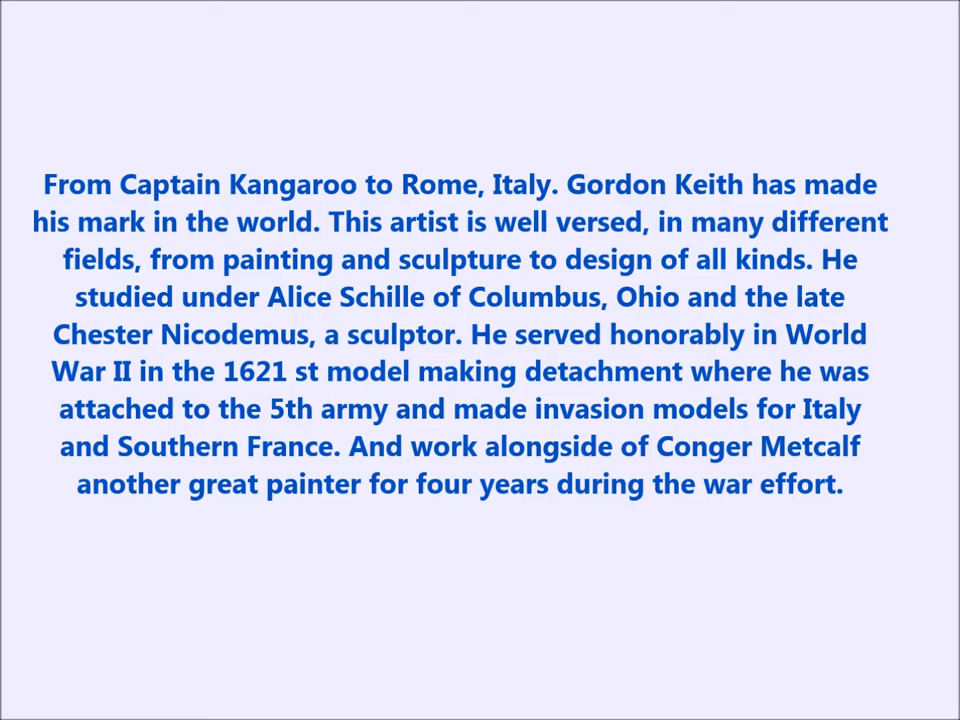 From Captain Kangaroo to Rome, Italy. Gordon Keith has made
his mark in the world. This artist is well versed, in many different
fields, from painting and sculpture to design of all kinds. He
studied under Alice Schille of Columbus, Ohio and the late
Chester Nicodemus, a sculptor. He served honorably in World
War II in the 1621 st model making detachment where he was
attached to the 5th army and made invasion models for Italy
and Southern France. And work alongside of Conger Metcalf
another great painter for four years during the war effort.